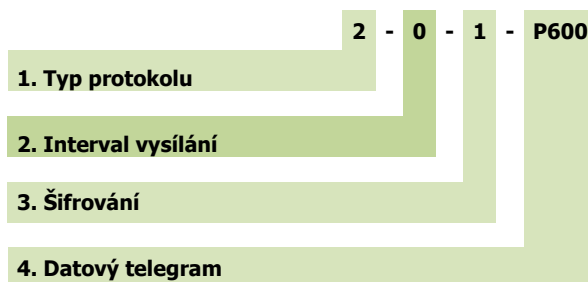 2 - 0 - 1 - P600
1. Typ protokolu
2. Interval vysílání
3. Šifrování
4. Datový telegram